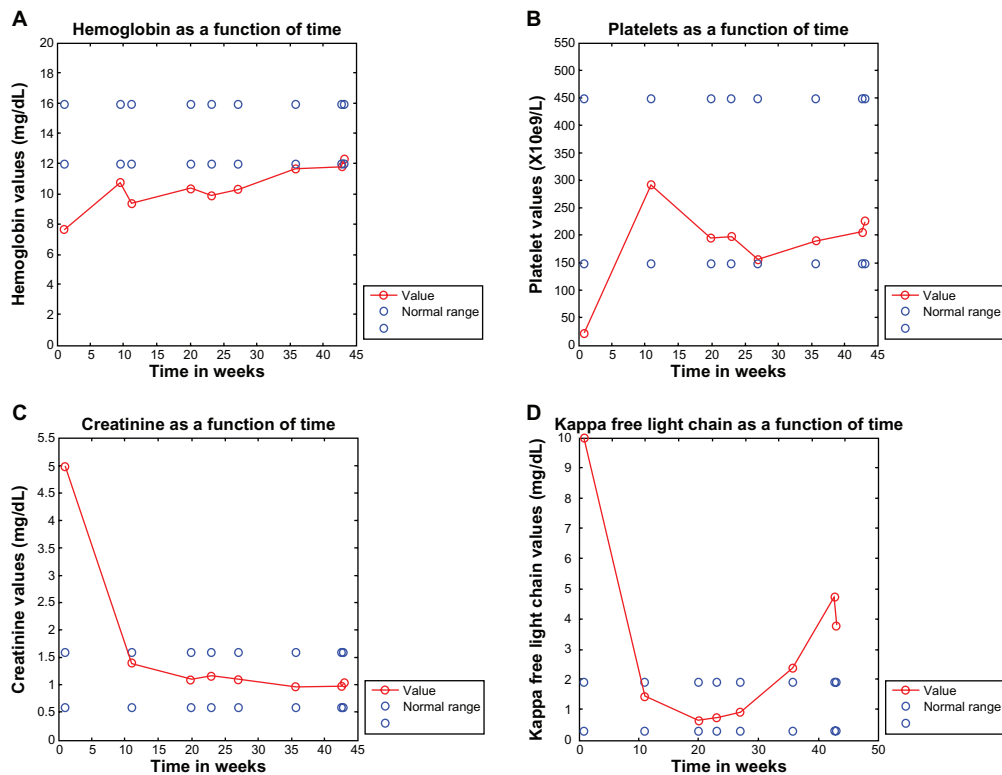 A
Hemoglobin as a function of time
Hemoglobin values (mg/dL)
20
18
16
14
12
10
8
6
4
2
0
0 5 10 15 20 25 30 35 40 45
Time in weeks
Value
Normal range
B
Platelets as a function of time
Platelet values (X10e9/L)
550
500
450
400
350
300
250
200
150
100
50
0
0 5 10 15 20 25 30 35 40 45
Time in weeks
Value
Normal range
C
Creatinine as a function of time
Creatinine values (mg/dL)
5.5
5
4.5
4
3.5
3
2.5
2
1.5
1
0.5
0
0 5 10 15 20 25 30 35 40 45
Time in weeks
Value
Normal range
D
Kappa free light chain as a function of time
Kappa free light chain values (mg/dL)
10
9
8
7
6
5
4
3
2
1
0
0 10 20 30 40 50
Time in weeks
Value
Normal range